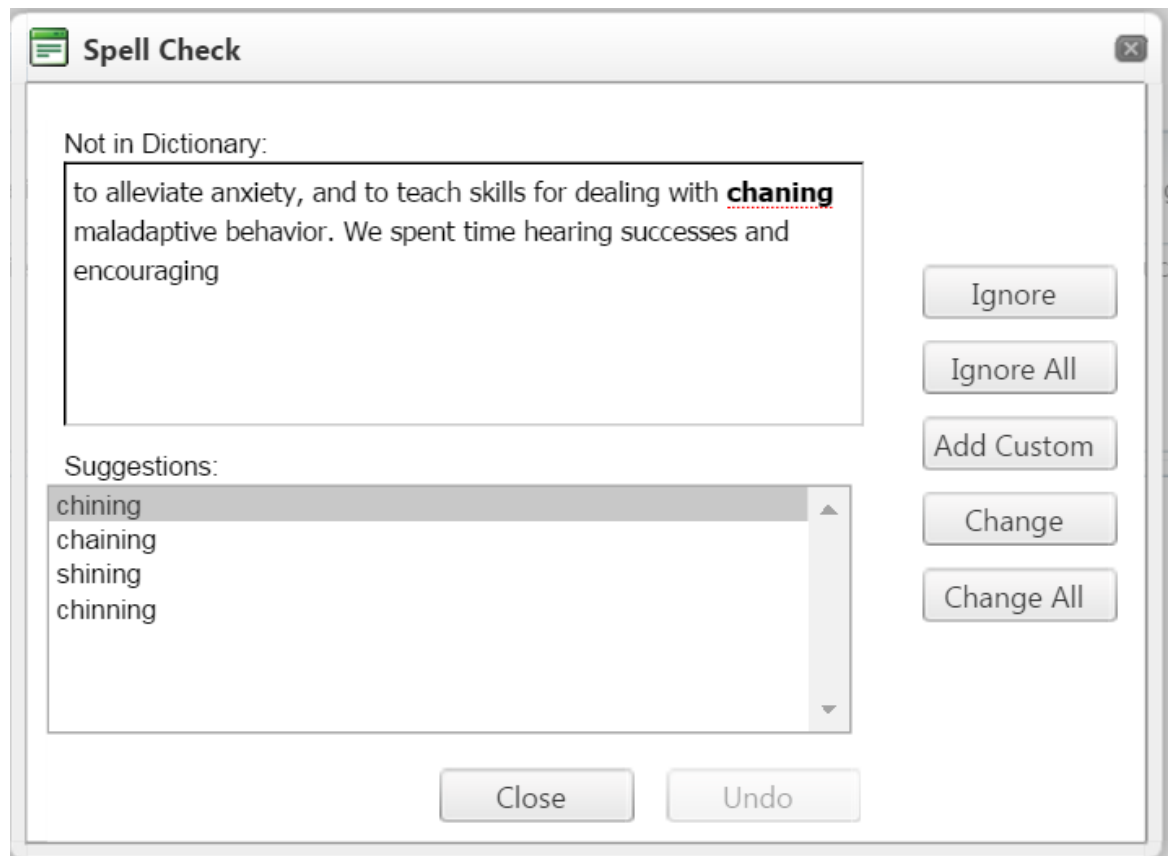 Spell Check
Not in Dictionary:
to alleviate anxiety, and to teach skills for dealing with chaning
maladaptive behavior. We spent time hearing successes and
encouraging
Ignore
Ignore All
Add Custom
Change
Change All
Suggestions:
chining
chaining
shining
chinning
Close
Undo